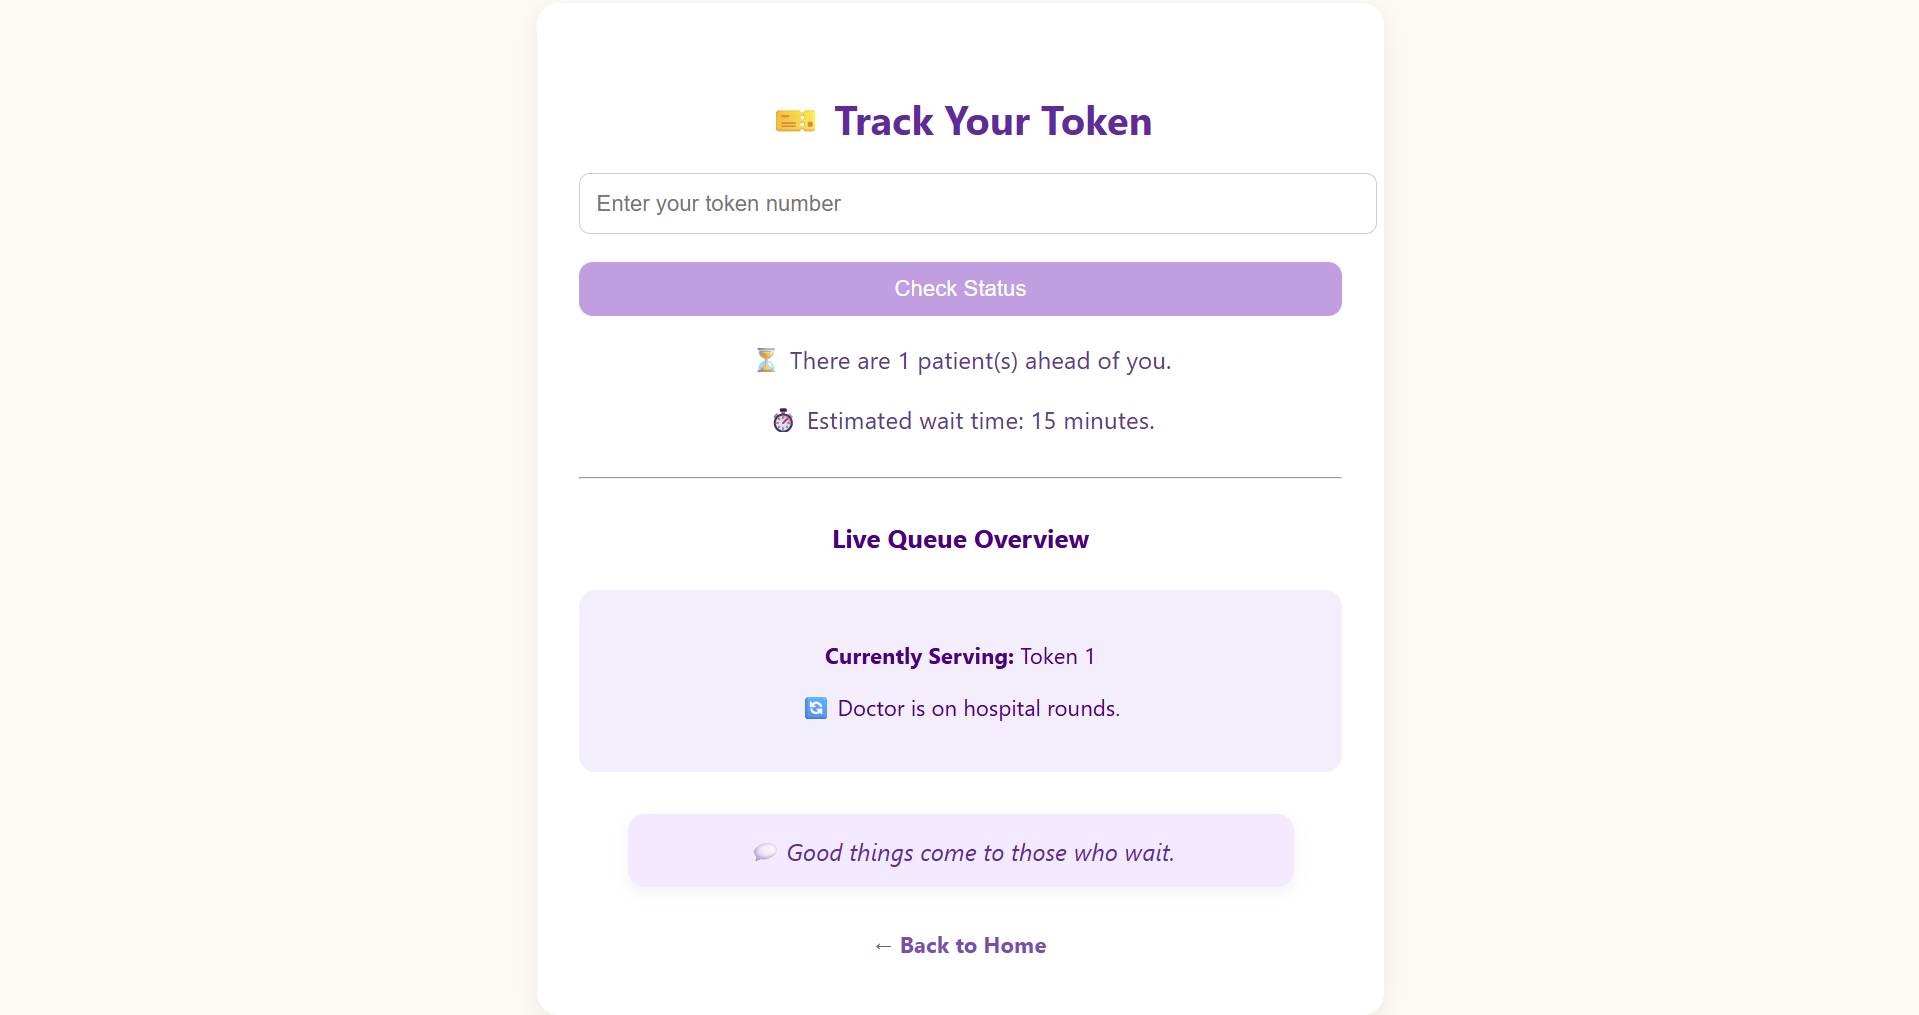 🎫 Track Your Token
Enter your token number
Check Status
⏳ There are 1 patient(s) ahead of you.
⏱️ Estimated wait time: 15 minutes.
Live Queue Overview
Currently Serving: Token 1
🔄 Doctor is on hospital rounds.
💬 Good things come to those who wait.
← Back to Home